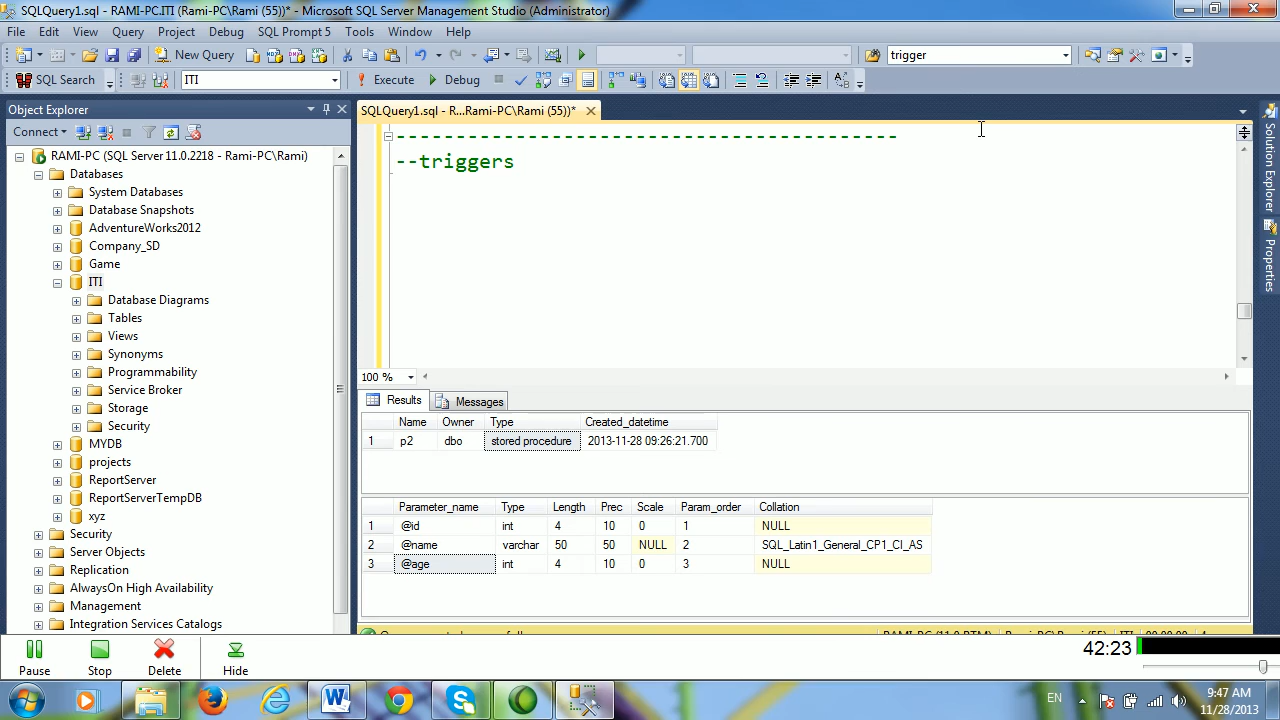 SQLQuery1.sql - RAMI-PC.ITI (Rami-PC\Rami (55))* - Microsoft SQL Server Management Studio (Administrator)
File Edit View Query Project Debug SQL Prompt 5 Tools Window Help
New Query trigger
SQL Search ITI Execute Debug
Object Explorer
SQLQuery1.sql - R...Rami-PC\Rami (55))*
Connect
RAMI-PC (SQL Server 11.0.2218 - Rami-PC\Rami)
Databases
System Databases
Database Snapshots
AdventureWorks2012
Company_SD
Game
ITI
Database Diagrams
Tables
Views
Synonyms
Programmability
Service Broker
Storage
Security
MYDB
projects
ReportServer
ReportServerTempDB
xyz
Security
Server Objects
Replication
AlwaysOn High Availability
Management
Integration Services Catalogs
------------------------------------------
--triggers
100 %
Results Messages
Name Owner Type Created_datetime
1 p2 dbo stored procedure 2013-11-28 09:26:21.700
Parameter_name Type Length Prec Scale Param_order Collation
1 @id int 4 10 0 1 NULL
2 @name varchar 50 50 NULL 2 SQL_Latin1_General_CP1_CI_AS
3 @age int 4 10 0 3 NULL
Solution Explorer
Properties
Pause Stop Delete Hide
42:23
EN
9:47 AM
11/28/2013